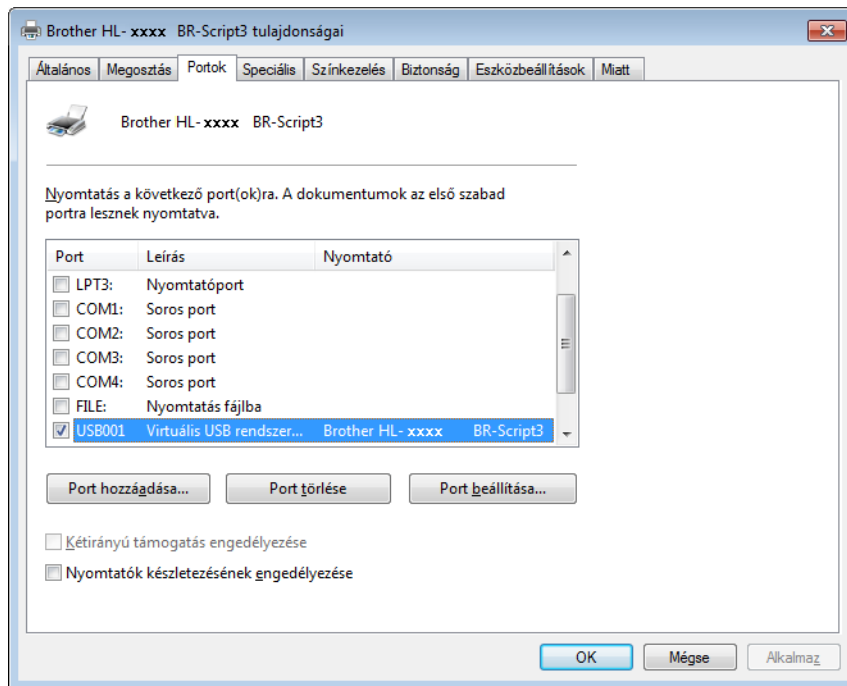 Brother HL- xxxx BR-Script3 tulajdonságai
Általános Megosztás Portok Speciális Színkezelés Biztonság Eszközbeállítások Miatt
Brother HL- xxxx BR-Script3
Nyomtatás a következő port(ok)ra. A dokumentumok az első szabad
portra lesznek nyomtatva.
Port Leírás Nyomtató
LPT3: Nyomtatóport
COM1: Soros port
COM2: Soros port
COM3: Soros port
COM4: Soros port
FILE: Nyomtatás fájlba
USB001 Virtuális USB rendszer... Brother HL- xxxx BR-Script3
Port hozzáadása... Port törlése Port beállítása...
Kétirányú támogatás engedélyezése
Nyomtatók készletezésének engedélyezése
OK Mégse Alkalmaz